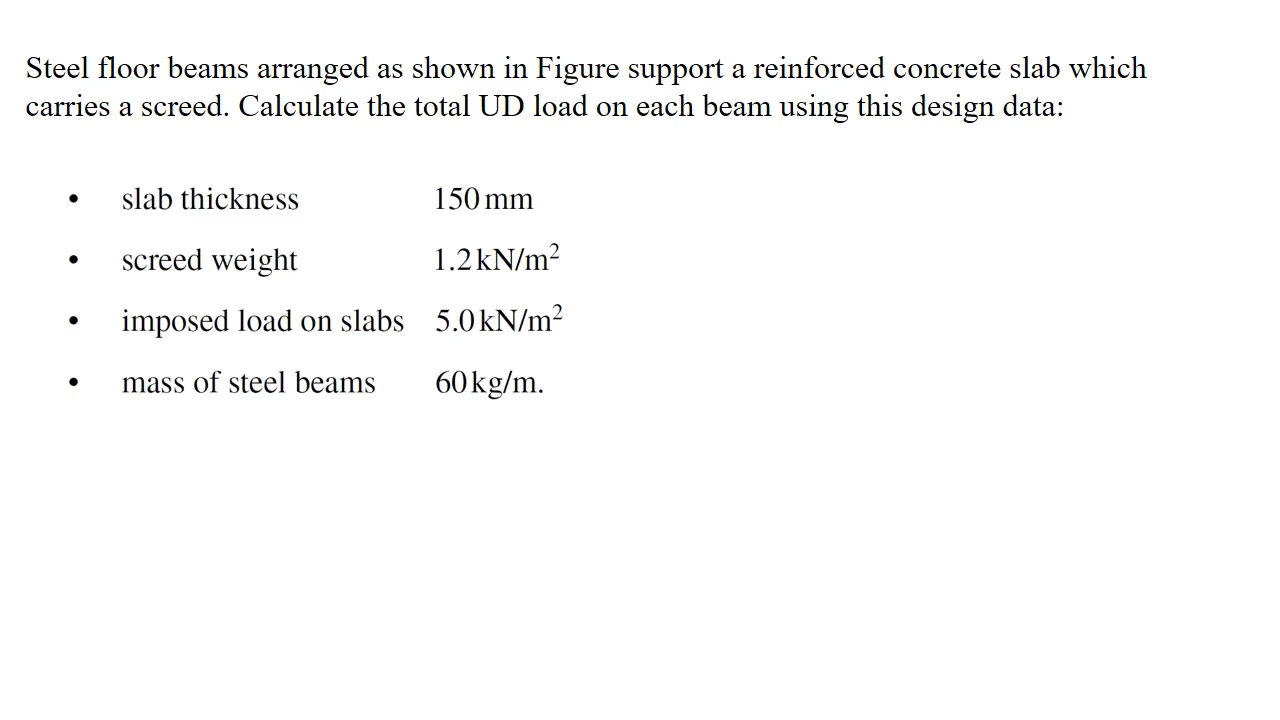 Steel floor beams arranged as shown in Figure support a reinforced concrete slab which
carries a screed. Calculate the total UD load on each beam using this design data:
• slab thickness 150 mm
• screed weight 1.2 kN/m²
• imposed load on slabs 5.0 kN/m²
• mass of steel beams 60 kg/m.